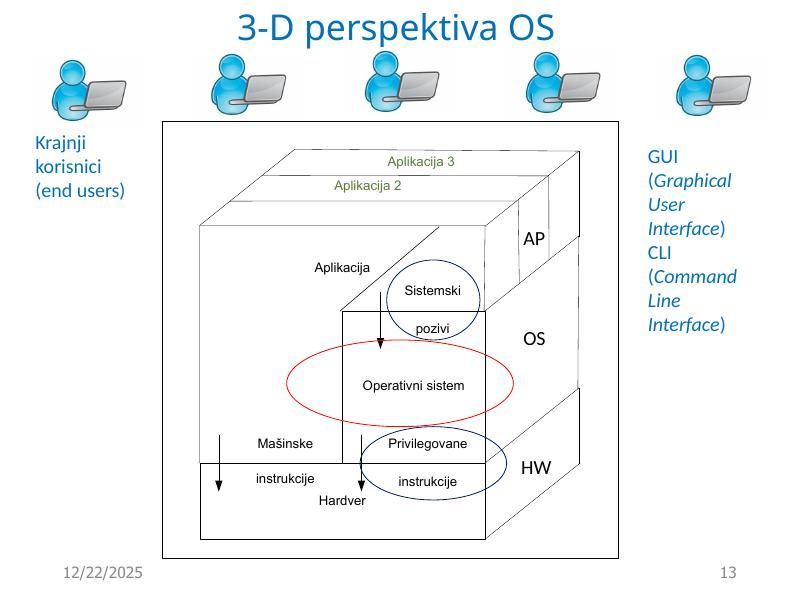 3-D perspektiva OS
Krajnji
korisnici
(end users)
GUI
(Graphical
User
Interface)
CLI
(Command
Line
Interface)
Aplikacija 3
Aplikacija 2
AP
Aplikacija
Sistemski
pozivi
OS
Operativni sistem
Mašinske
Privilegovane
HW
instrukcije
instrukcije
Hardver
12/22/2025
13